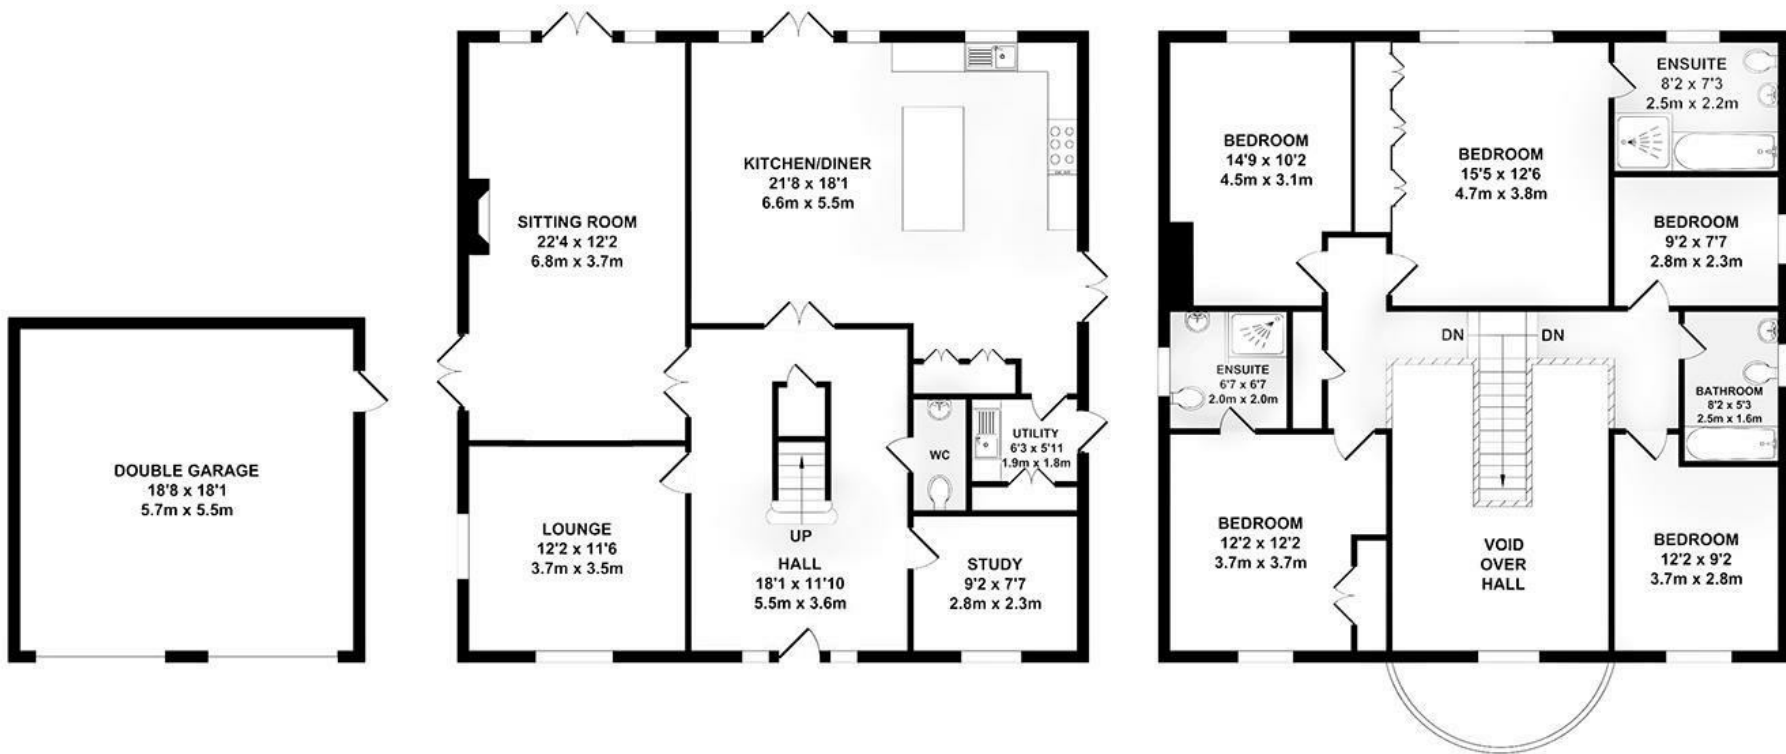 DOUBLE GARAGE
18'8 x 18'1
5.7m x 5.5m
SITTING ROOM
22'4 x 12'2
6.8m x 3.7m
KITCHEN/DINER
21'8 x 18'1
6.6m x 5.5m
LOUNGE
12'2 x 11'6
3.7m x 3.5m
UP
HALL
18'1 x 11'10
5.5m x 3.6m
WC
UTILITY
6'3 x 5'11
1.9m x 1.8m
STUDY
9'2 x 7'7
2.8m x 2.3m
BEDROOM
14'9 x 10'2
4.5m x 3.1m
BEDROOM
15'5 x 12'6
4.7m x 3.8m
ENSUITE
8'2 x 7'3
2.5m x 2.2m
BEDROOM
9'2 x 7'7
2.8m x 2.3m
ENSUITE
6'7 x 6'7
2.0m x 2.0m
DN
DN
BATHROOM
8'2 x 5'3
2.5m x 1.6m
BEDROOM
12'2 x 12'2
3.7m x 3.7m
VOID
OVER
HALL
BEDROOM
12'2 x 9'2
3.7m x 2.8m